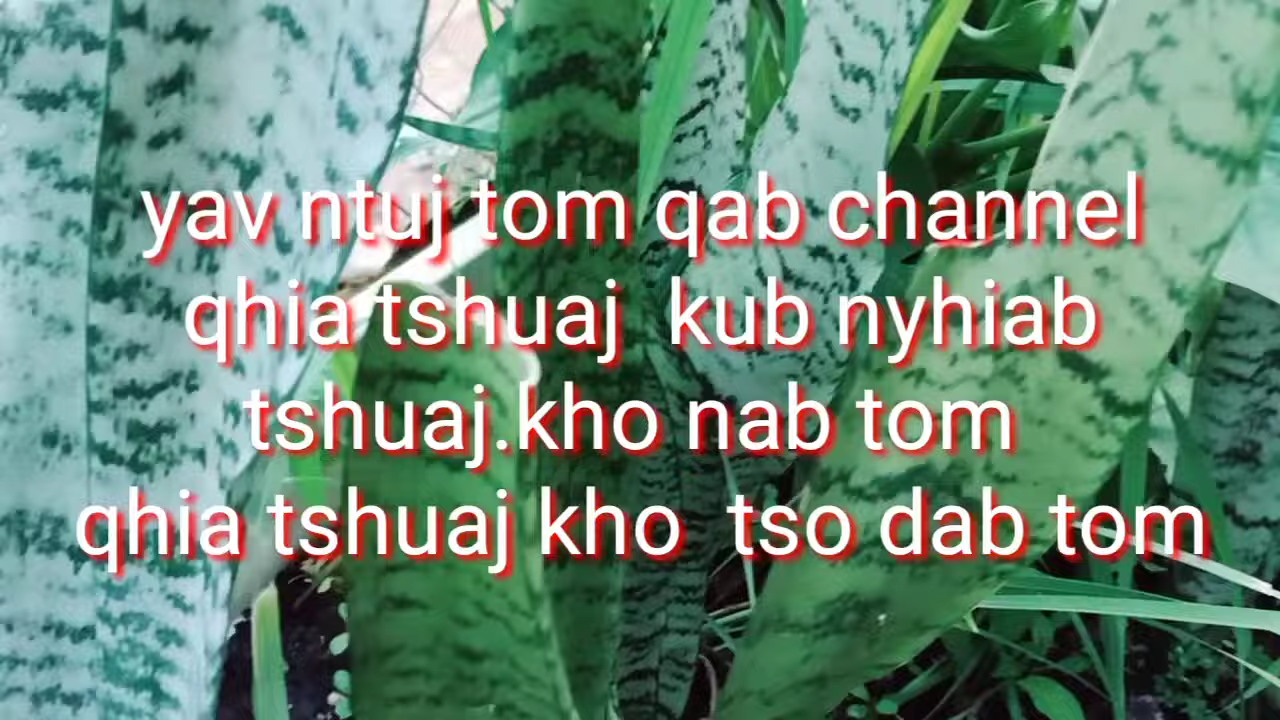 yav ntuj tom qab channel
qhia tshuaj kub nyhiab
tshuaj.kho nab tom
qhia tshuaj kho tso dab tom